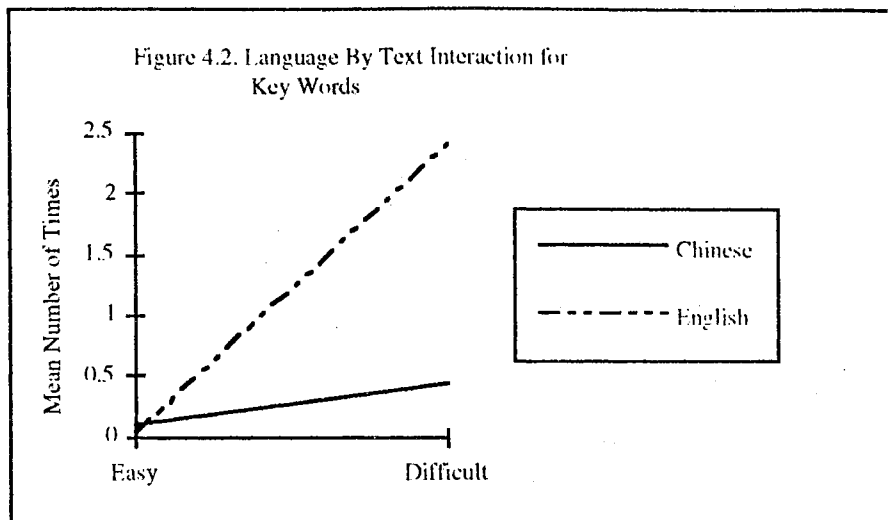 Figure 4.2. Language By Text Interaction for
Key Words
Mean Number of Times
2.5
2
1.5
1
0.5
0
Easy
Difficult
Chinese
English